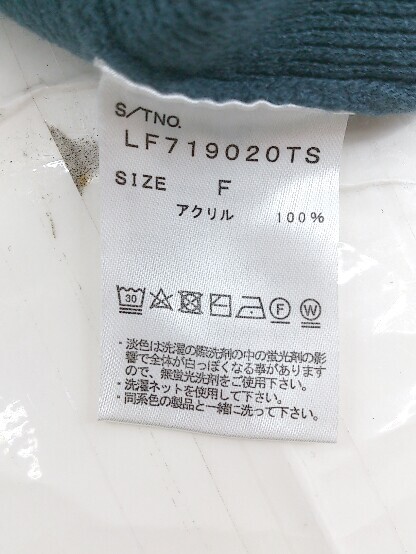 S/TNO.
LF719020TS
SIZE F
アクリル 100%
30 F W
・淡色は洗濯の際洗剤の中の蛍光剤の影
響で全体が白っぽくなる事があります
ので、無蛍光洗剤をご使用下さい。
・洗濯ネットを使用して下さい。
・同系色の製品と一緒に洗って下さい。